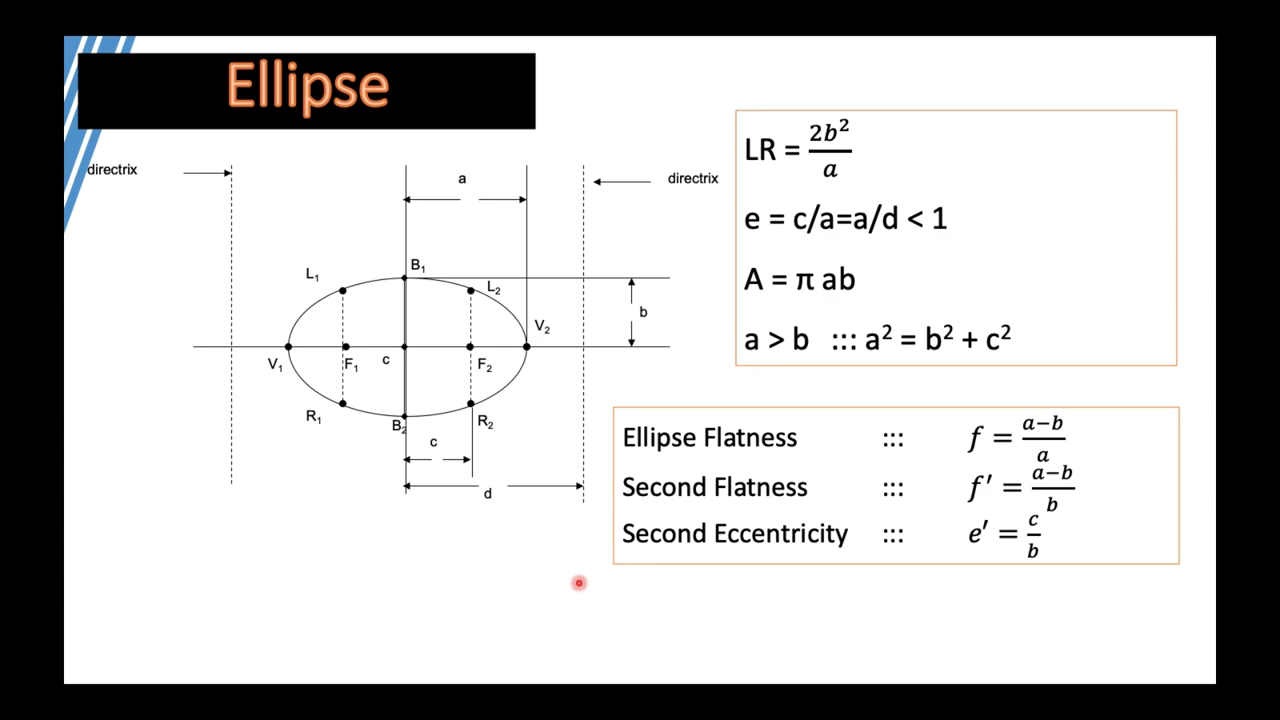 Ellipse
directrix
directrix
a
b
c
c
d
B₁
L₁
L₂
V₂
V₁
F₁
F₂
R₁
B₂
R₂
LR = 2b²/a
e = c/a=a/d < 1
A = π ab
a > b ::: a² = b² + c²
Ellipse Flatness ::: f = a−b/a
Second Flatness ::: f′ = a−b/b
Second Eccentricity ::: e′ = c/b